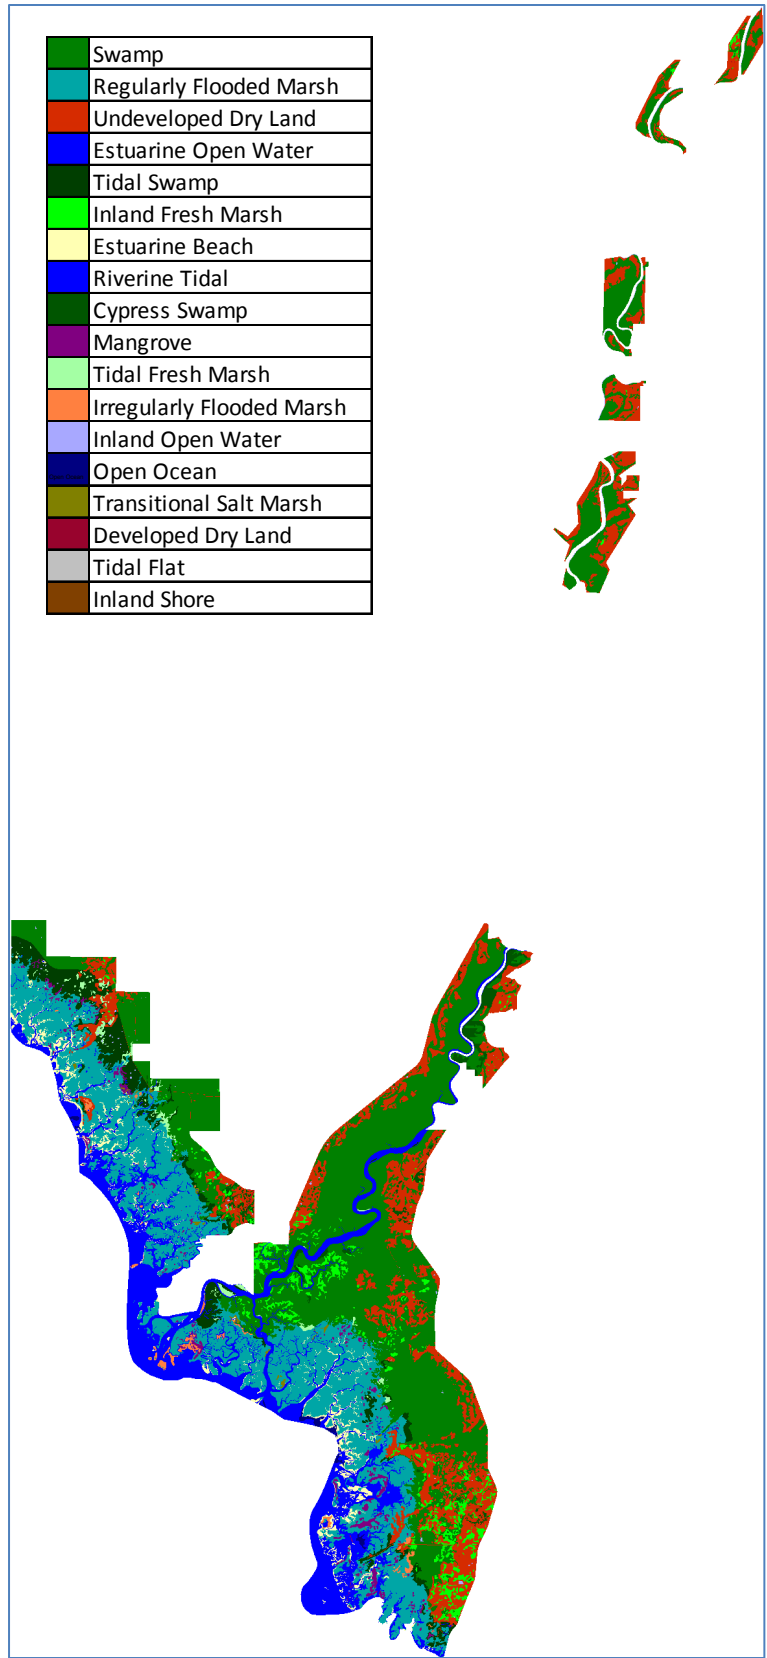 Swamp
Regularly Flooded Marsh
Undeveloped Dry Land
Estuarine Open Water
Tidal Swamp
Inland Fresh Marsh
Estuarine Beach
Riverine Tidal
Cypress Swamp
Mangrove
Tidal Fresh Marsh
Irregularly Flooded Marsh
Inland Open Water
Open Ocean
Transitional Salt Marsh
Developed Dry Land
Tidal Flat
Inland Shore